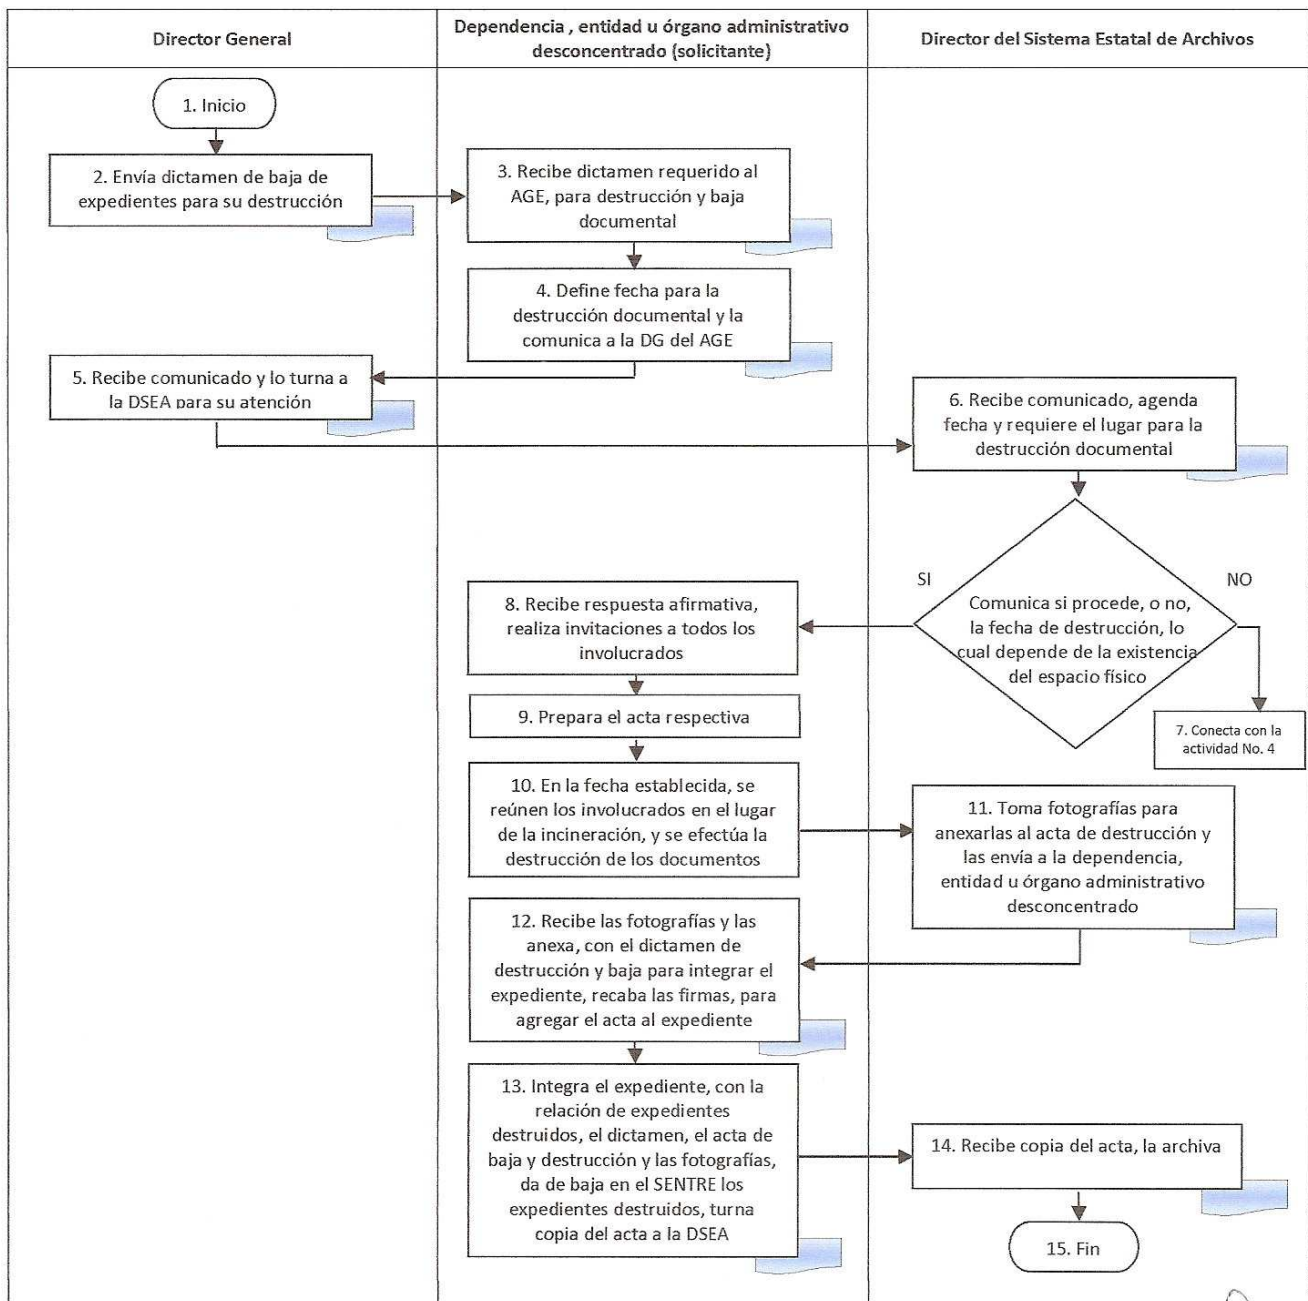 Director General
Dependencia , entidad u órgano administrativo
desconcentrado (solicitante)
Director del Sistema Estatal de Archivos
1. Inicio
2. Envía dictamen de baja de
expedientes para su destrucción
3. Recibe dictamen requerido al
AGE, para destrucción y baja
documental
4. Define fecha para la
destrucción documental y la
comunica a la DG del AGE
5. Recibe comunicado y lo turna a
la DSEA para su atención
6. Recibe comunicado, agenda
fecha y requiere el lugar para la
destrucción documental
SI
NO
Comunica si procede, o no,
la fecha de destrucción, lo
cual depende de la existencia
del espacio físico
7. Conecta con la
actividad No. 4
8. Recibe respuesta afirmativa,
realiza invitaciones a todos los
involucrados
9. Prepara el acta respectiva
10. En la fecha establecida, se
reúnen los involucrados en el lugar
de la incineración, y se efectúa la
destrucción de los documentos
11. Toma fotografías para
anexarlas al acta de destrucción y
las envía a la dependencia,
entidad u órgano administrativo
desconcentrado
12. Recibe las fotografías y las
anexa, con el dictamen de
destrucción y baja para integrar el
expediente, recaba las firmas, para
agregar el acta al expediente
13. Integra el expediente, con la
relación de expedientes
destruidos, el dictamen, el acta de
baja y destrucción y las fotografías,
da de baja en el SENTRE los
expedientes destruidos, turna
copia del acta a la DSEA
14. Recibe copia del acta, la archiva
15. Fin